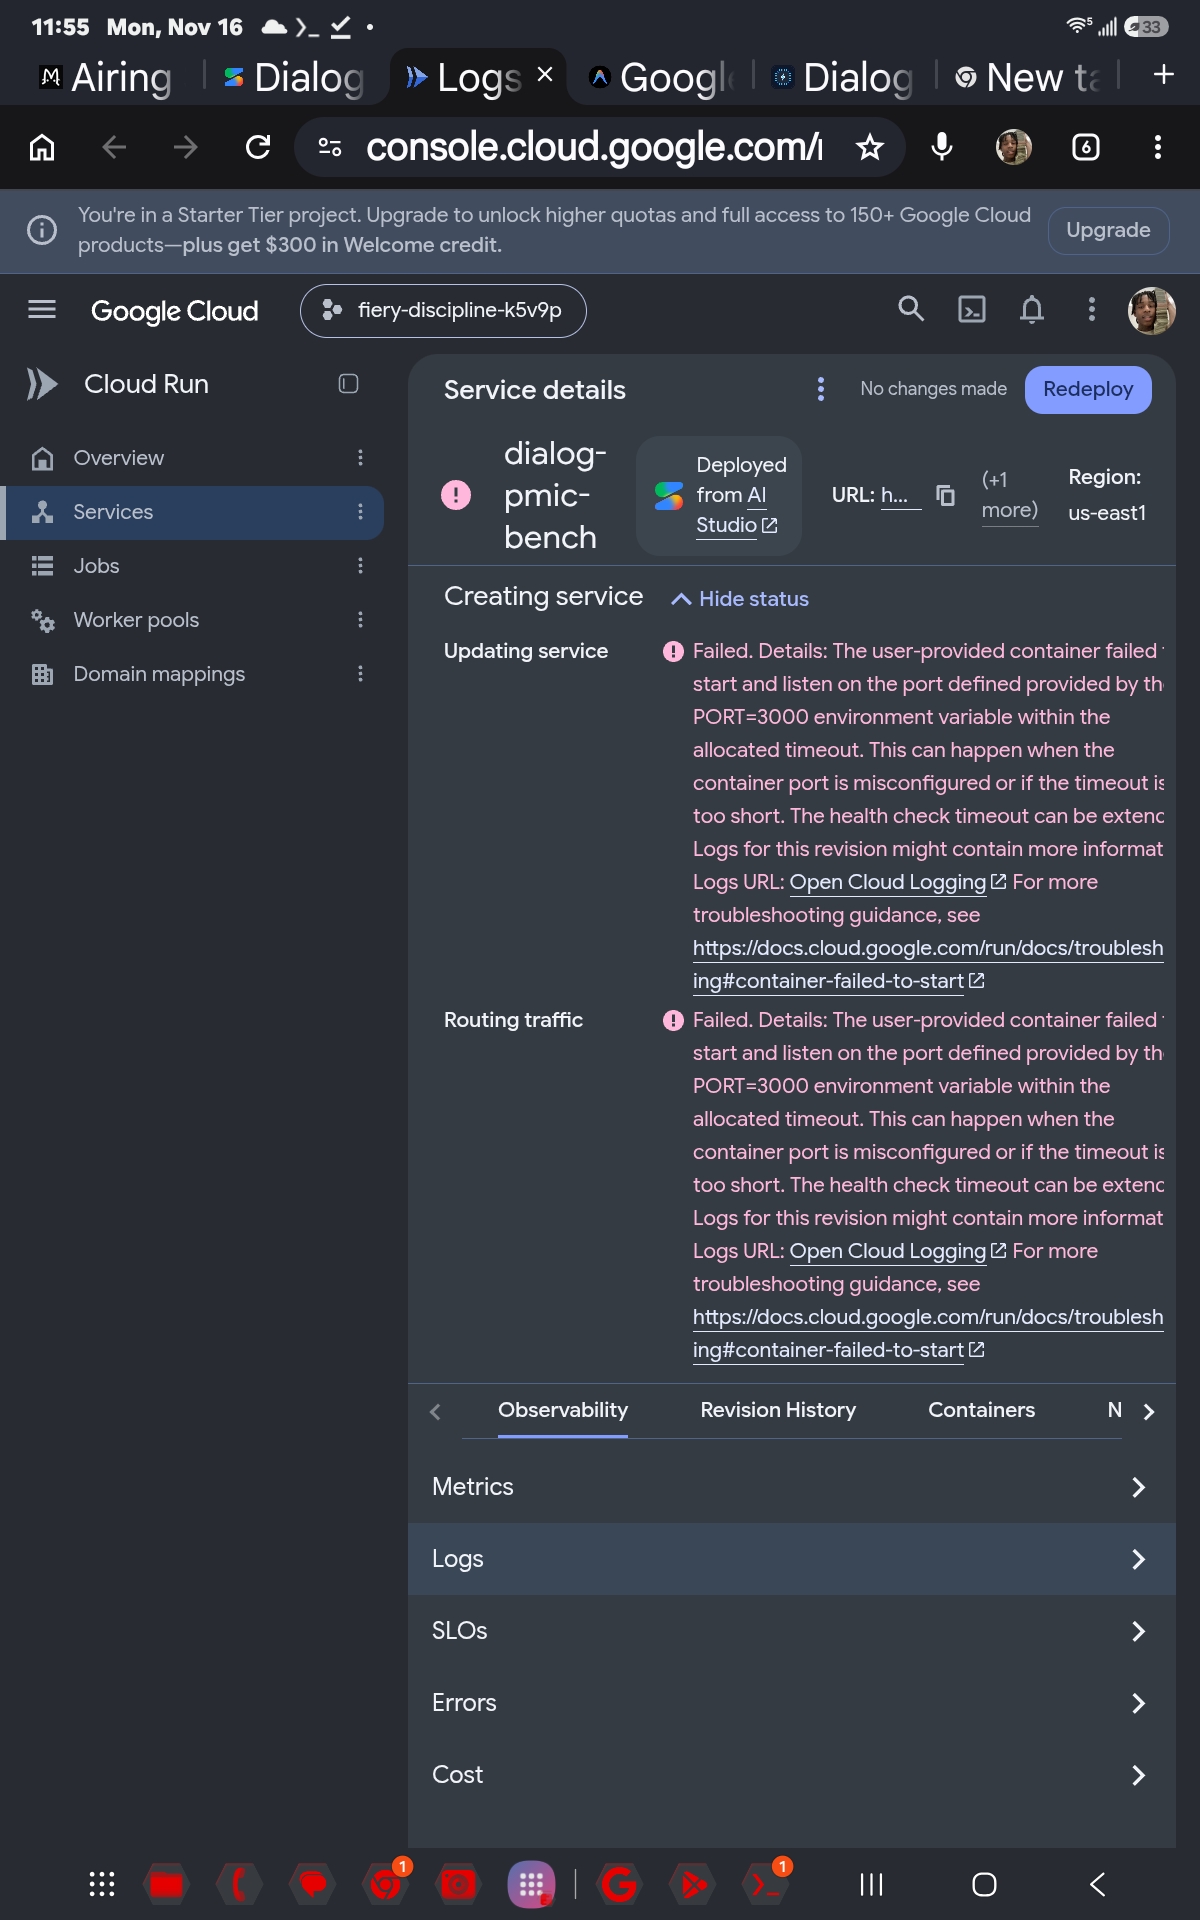 11:55 Mon, Nov 16
5 33
Airing
Dialog
Logs
Google
Dialog
New ta
console.cloud.google.com/
6
You're in a Starter Tier project. Upgrade to unlock higher quotas and full access to 150+ Google Cloud
products—plus get $300 in Welcome credit.
Upgrade
Google Cloud
fiery-discipline-k5v9p
Cloud Run
Overview
Services
Jobs
Worker pools
Domain mappings
Service details
No changes made
Redeploy
dialog-
pmic-
bench
Deployed
from AI
Studio
URL: h...
(+1
more)
Region:
us-east1
Creating service
Hide status
Updating service
Failed. Details: The user-provided container failed
start and listen on the port defined provided by the
PORT=3000 environment variable within the
allocated timeout. This can happen when the
container port is misconfigured or if the timeout is
too short. The health check timeout can be extend
Logs for this revision might contain more informat
Logs URL: Open Cloud Logging For more
troubleshooting guidance, see
https://docs.cloud.google.com/run/docs/troublesh
ing#container-failed-to-start
Routing traffic
Failed. Details: The user-provided container failed
start and listen on the port defined provided by the
PORT=3000 environment variable within the
allocated timeout. This can happen when the
container port is misconfigured or if the timeout is
too short. The health check timeout can be extend
Logs for this revision might contain more informat
Logs URL: Open Cloud Logging For more
troubleshooting guidance, see
https://docs.cloud.google.com/run/docs/troublesh
ing#container-failed-to-start
Observability
Revision History
Containers
N
Metrics
Logs
SLOs
Errors
Cost
1
1